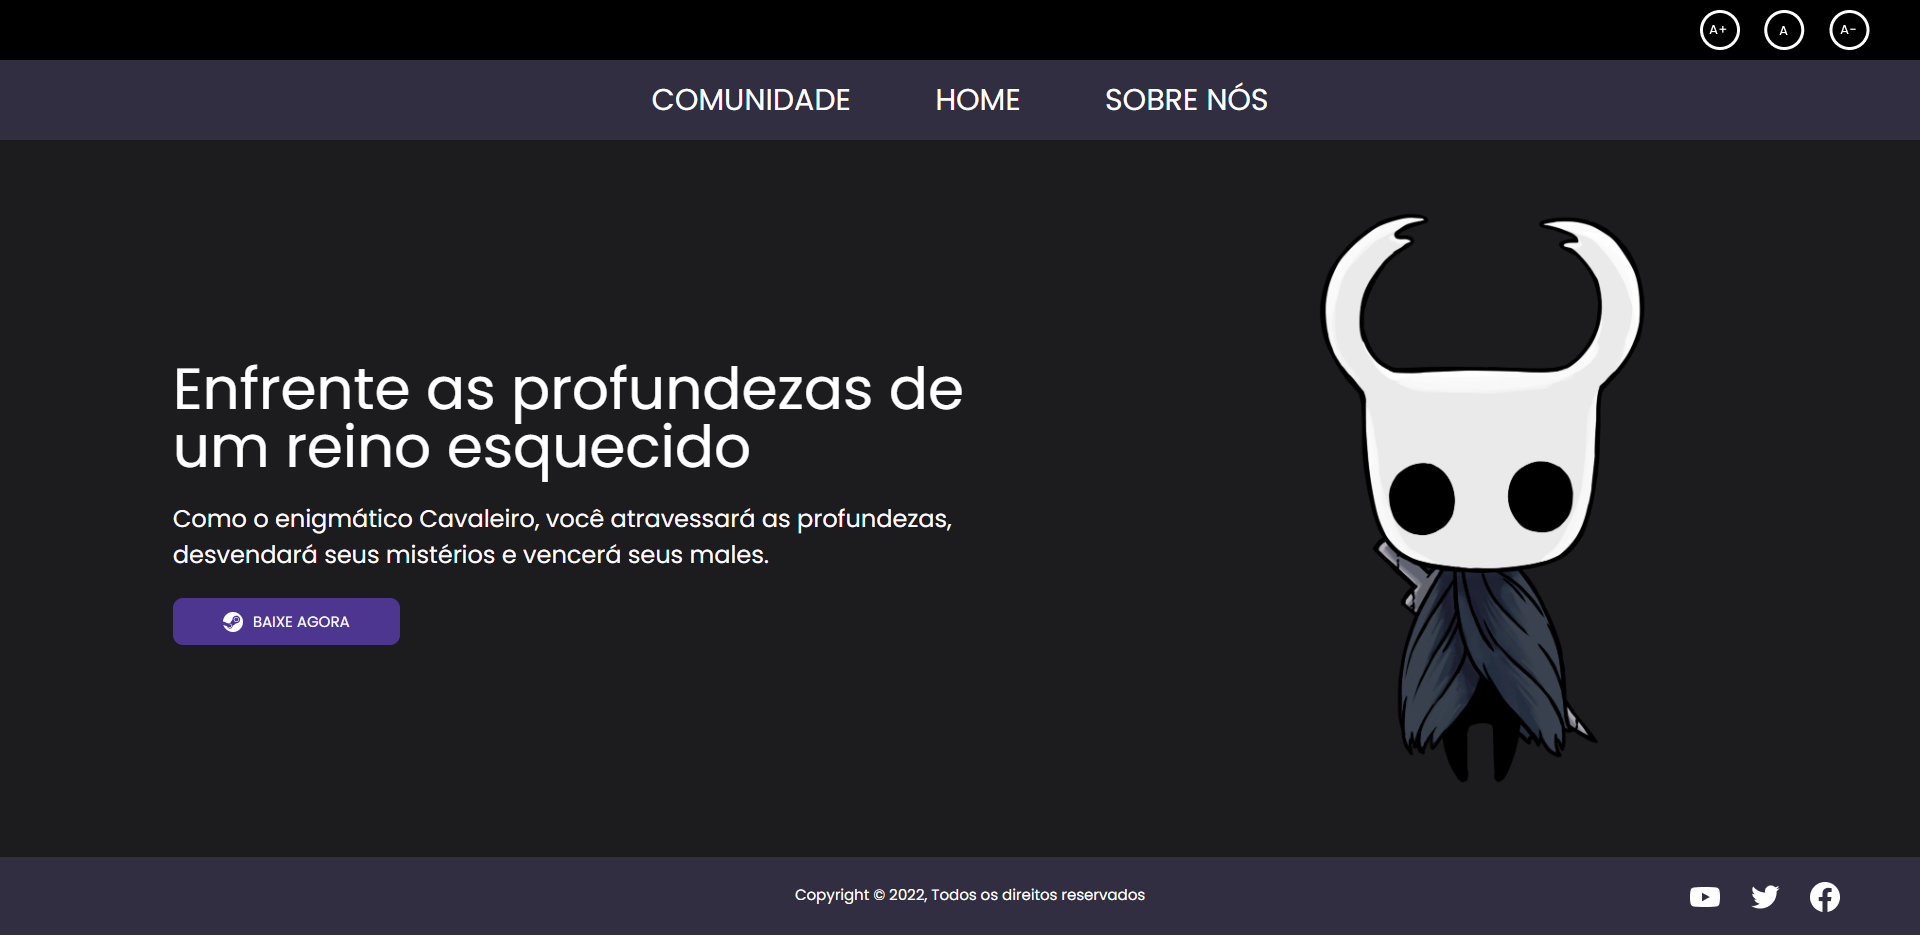 A+ A A-
COMUNIDADE HOME SOBRE NÓS
Enfrente as profundezas de
um reino esquecido
Como o enigmático Cavaleiro, você atravessará as profundezas,
desvendará seus mistérios e vencerá seus males.
BAIXE AGORA
Copyright © 2022, Todos os direitos reservados